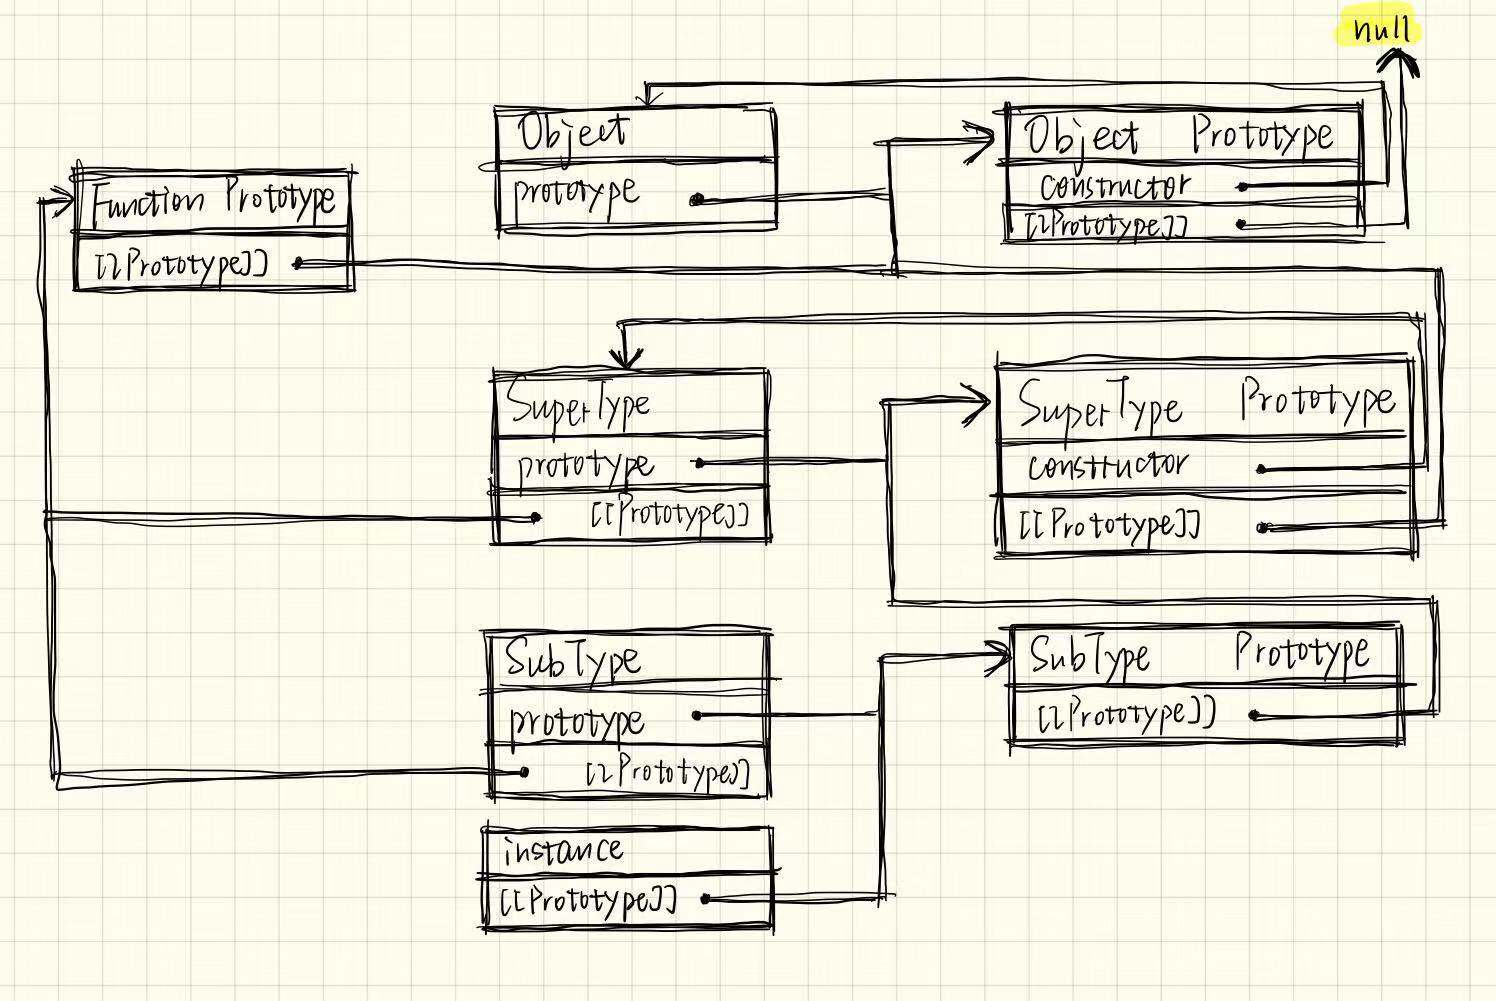 null
Object
prototype
Object Prototype
constructor
[[Prototype]]
Function Prototype
[[Prototype]]
SuperType
prototype
[[Prototype]]
SuperType Prototype
constructor
[[Prototype]]
SubType
prototype
[[Prototype]]
SubType Prototype
[[Prototype]]
instance
[[Prototype]]